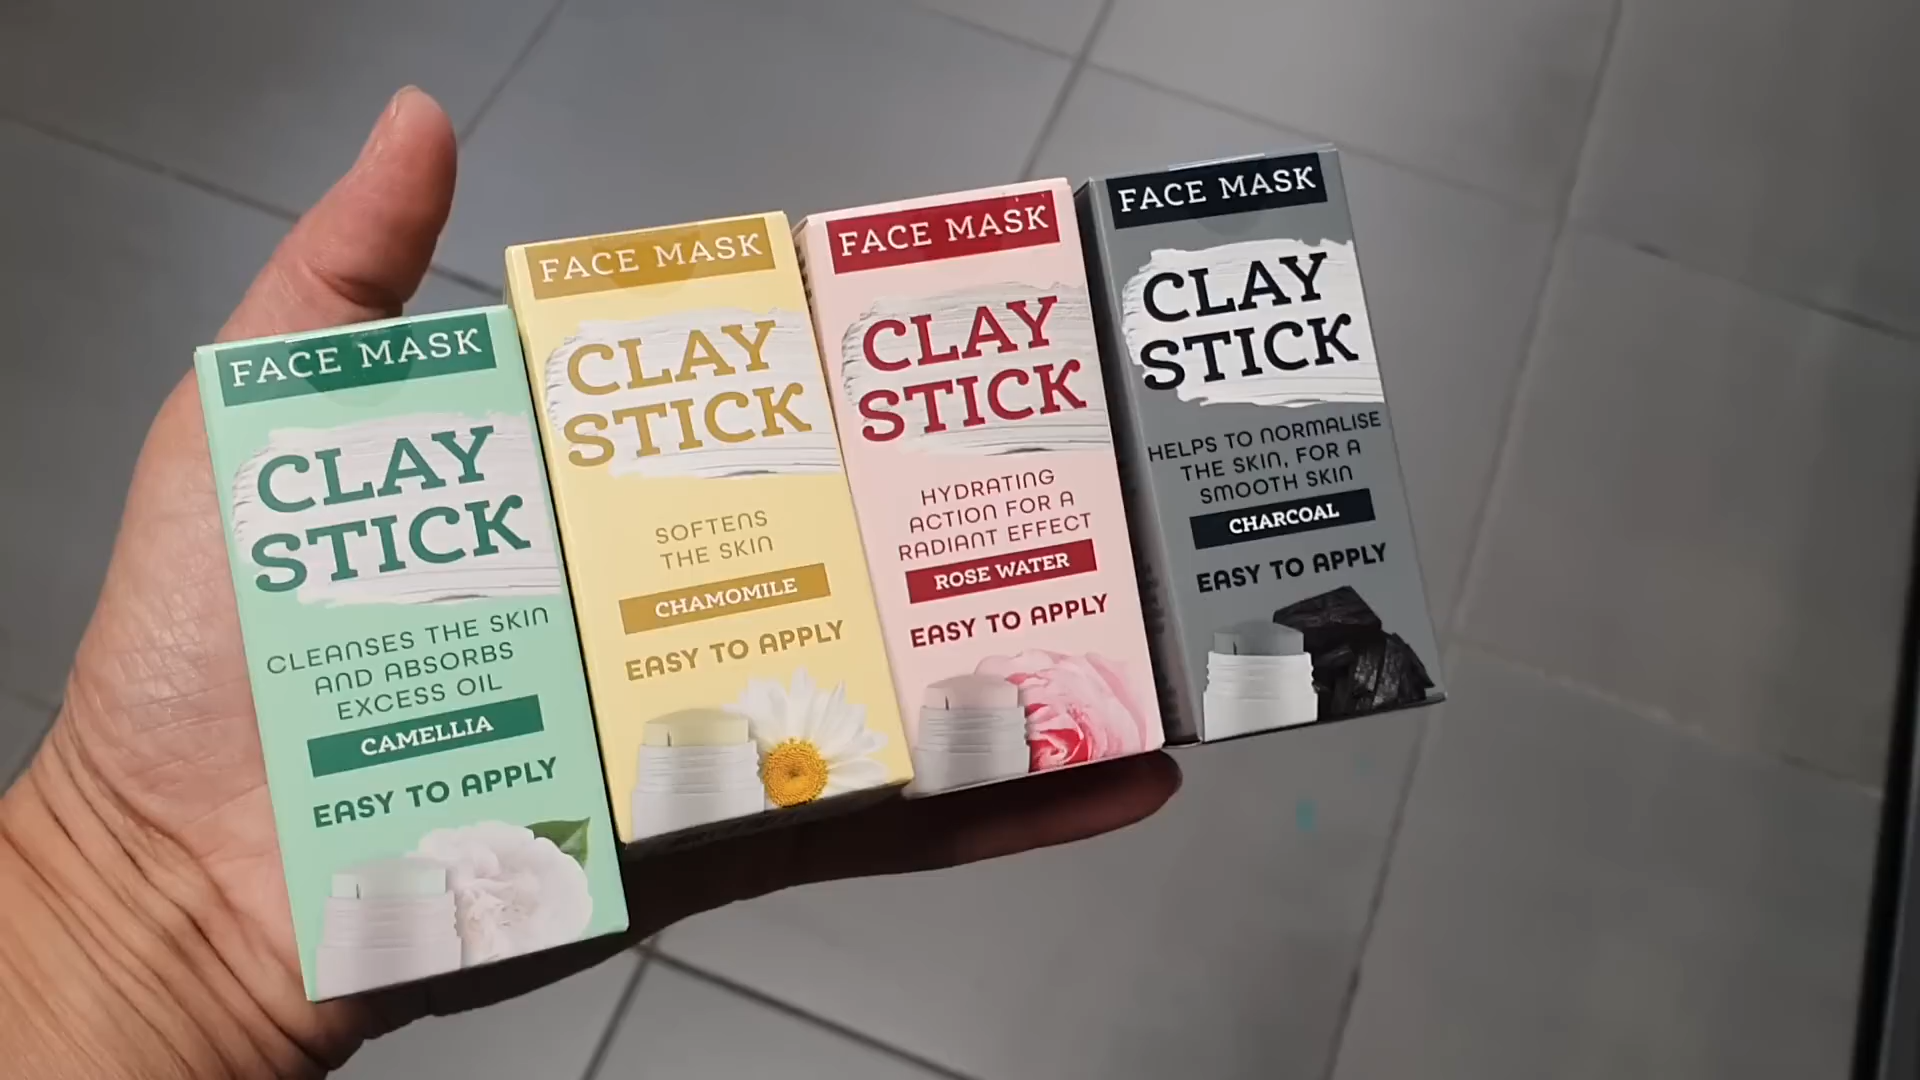 FACE MASK
CLAY
STICK
CLEANSES THE SKIN
AND ABSORBS
EXCESS OIL
CAMELLIA
EASY TO APPLY
FACE MASK
CLAY
STICK
SOFTENS
THE SKIN
CHAMOMILE
EASY TO APPLY
FACE MASK
CLAY
STICK
HYDRATING
ACTION FOR A
RADIANT EFFECT
ROSE WATER
EASY TO APPLY
FACE MASK
CLAY
STICK
HELPS TO NORMALISE
THE SKIN, FOR A
SMOOTH SKIN
CHARCOAL
EASY TO APPLY